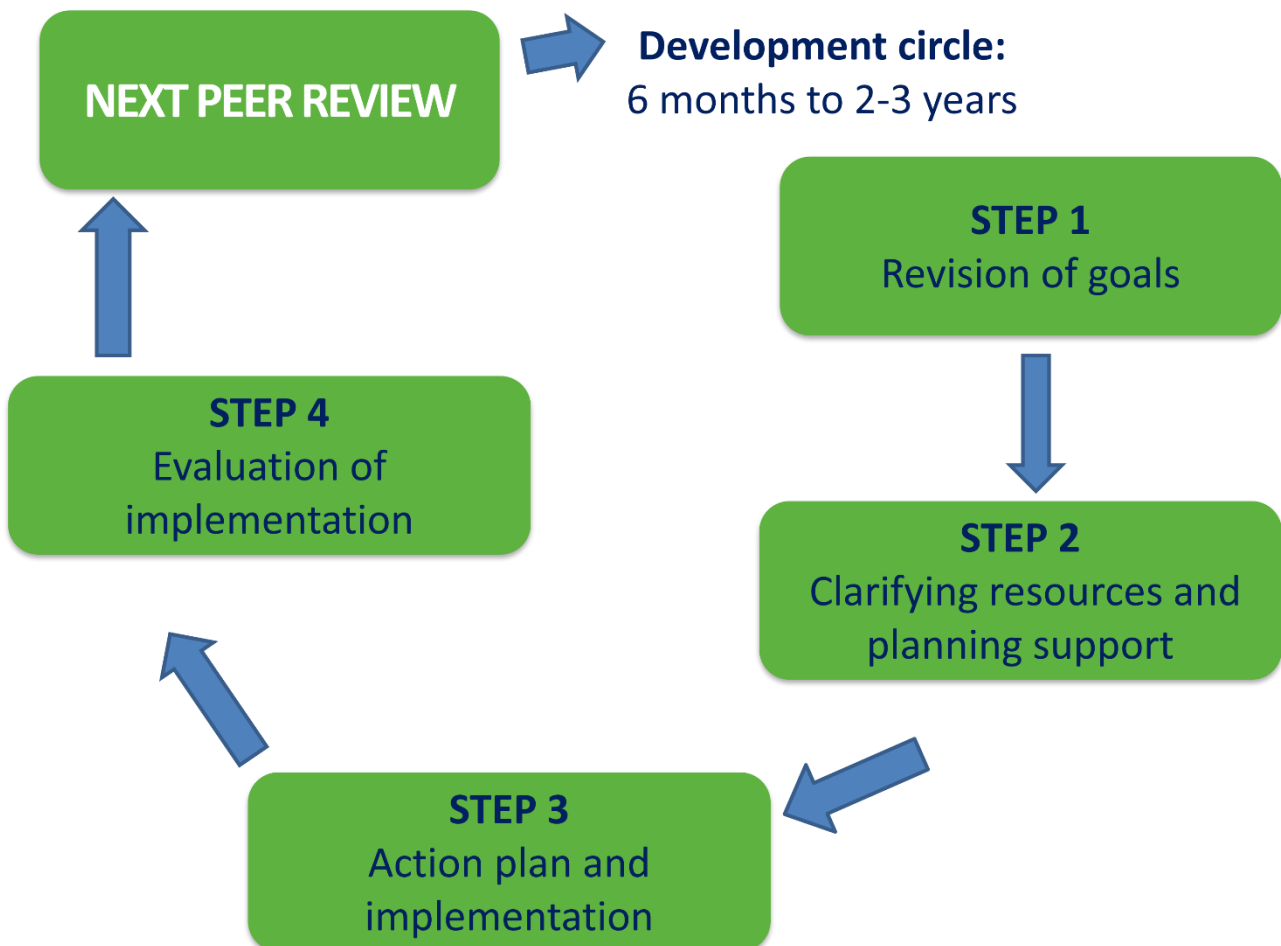 NEXT PEER REVIEW
Development circle:
6 months to 2-3 years
STEP 1
Revision of goals
STEP 2
Clarifying resources and
planning support
STEP 3
Action plan and
implementation
STEP 4
Evaluation of
implementation